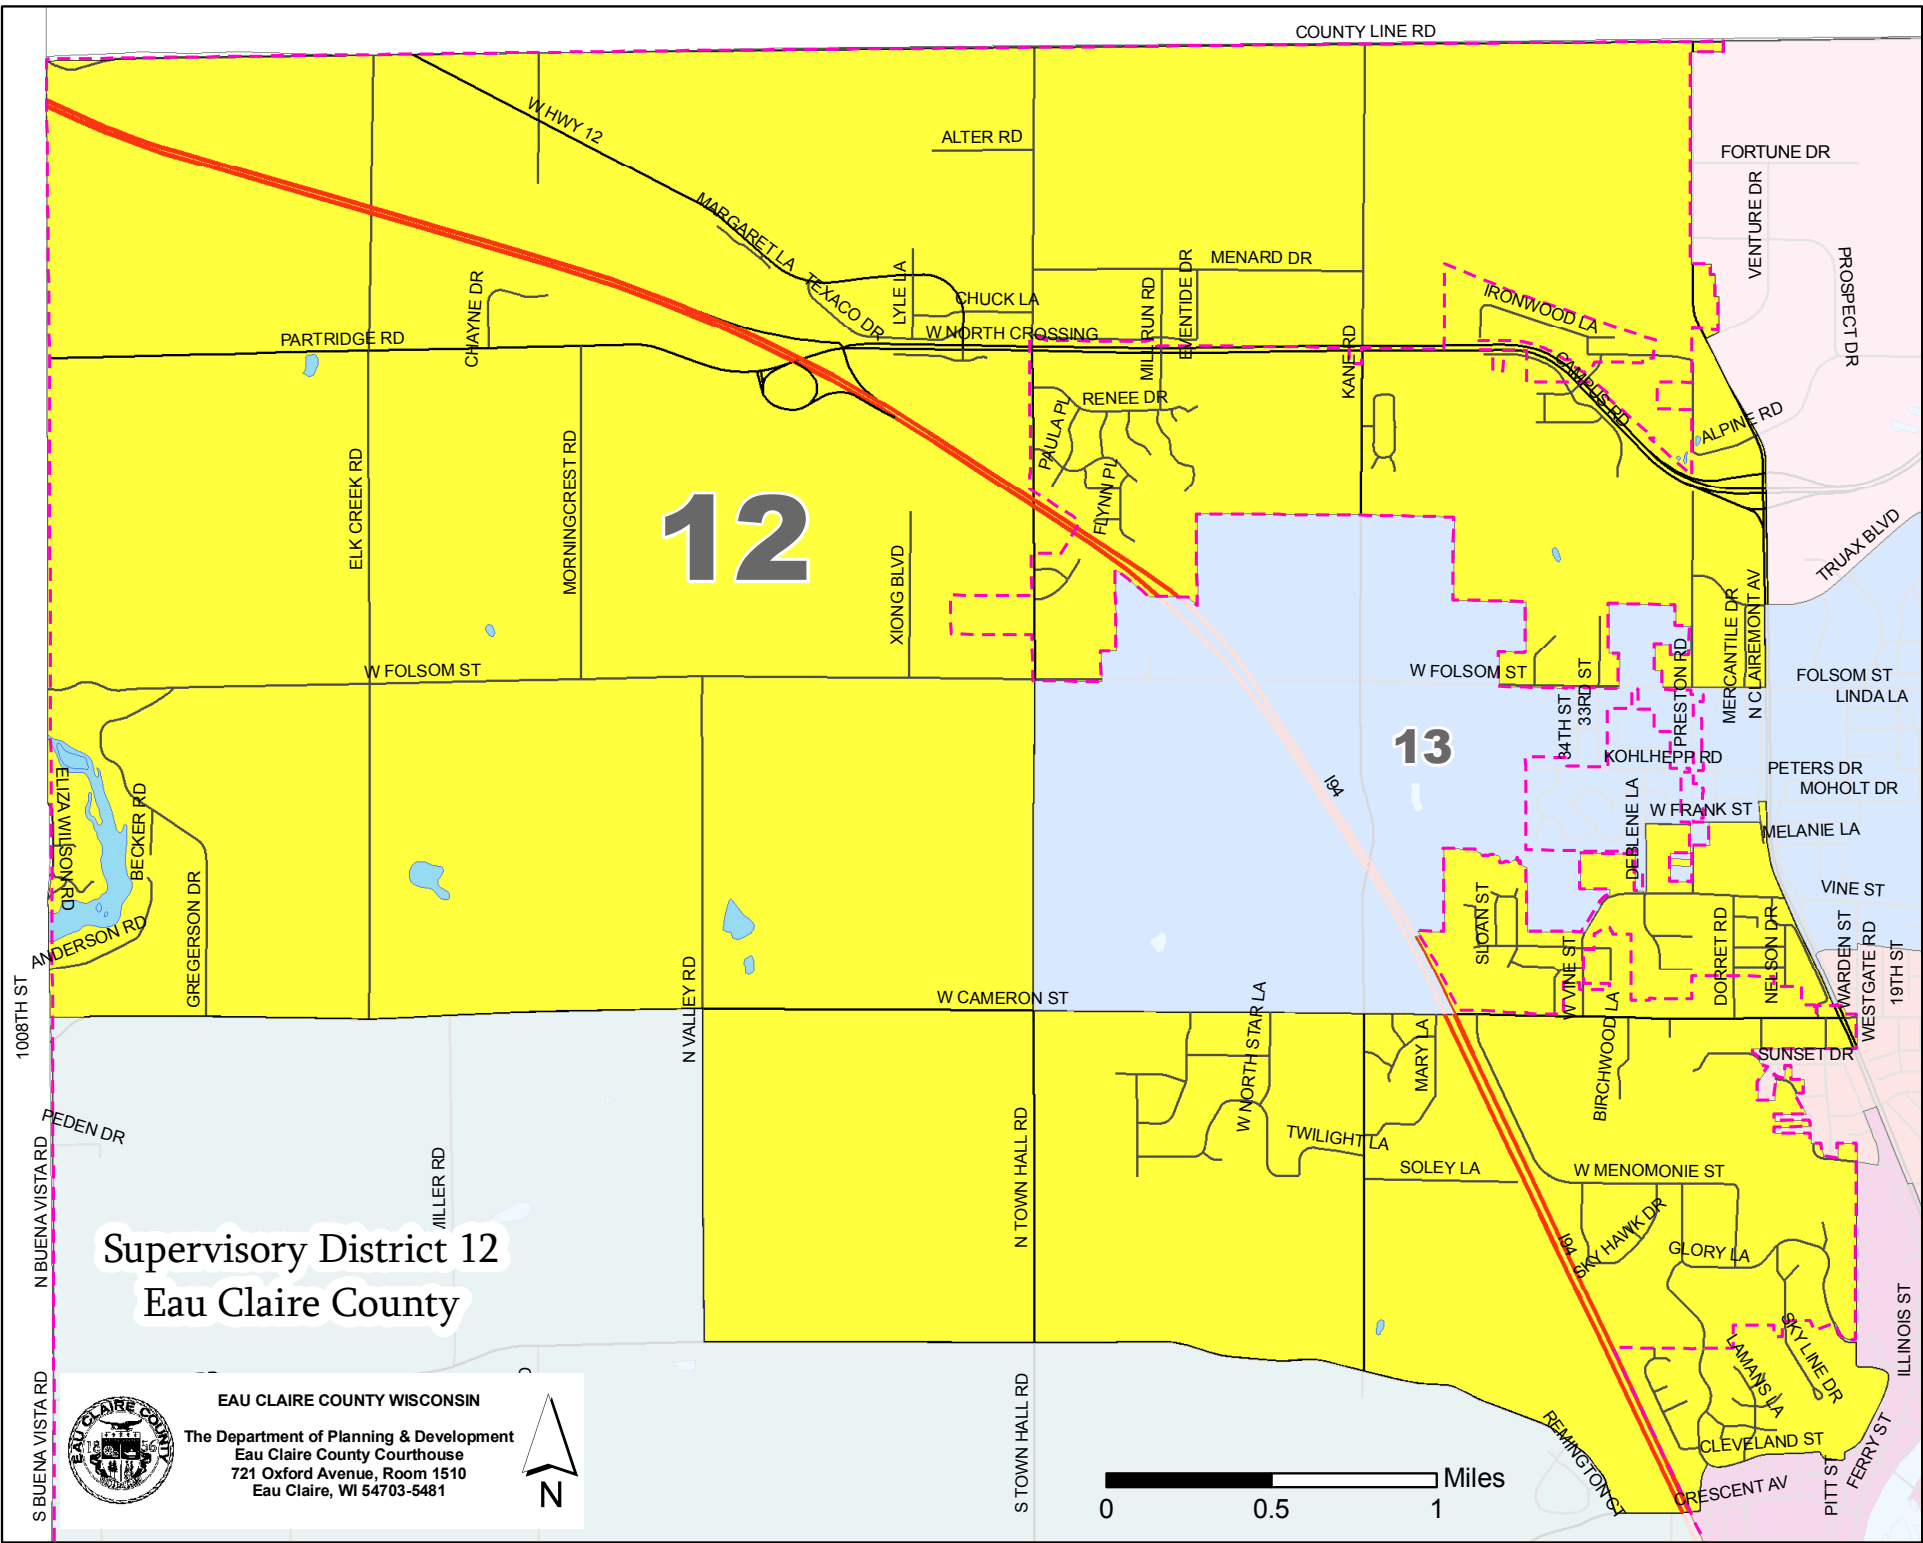 COUNTY LINE RD
W HWY 12
ALTER RD
FORTUNE DR
VENTURE DR
PROSPECT DR
MARGARET LA
TEXACO DR
LYLE LA
CHUCK LA
MENARD DR
MILL RUN RD
EVENTIDE DR
IRONWOOD LA
CHAYNE DR
PARTRIDGE RD
W NORTH CROSSING
KANE RD
CAMPUS RD
ALPINE RD
RENEE DR
PAULA PL
FLYNN PL
ELK CREEK RD
MORNINGCREST RD
12
XIONG BLVD
TRUAX BLVD
MERCANTILE DR
N CLAIREMONT AV
W FOLSOM ST
W FOLSOM ST
34TH ST
33RD ST
PRESTON RD
FOLSOM ST
LINDA LA
13
KOHLHEPP RD
PETERS DR
MOHOLT DR
I94
DEBLENE LA
W FRANK ST
MELANIE LA
ELIZA WILSON RD
BECKER RD
GREGERSON DR
ANDERSON RD
VINE ST
SLOAN ST
W VINE ST
DORRET RD
NELSON DR
WARDEN ST
WESTGATE RD
19TH ST
1008TH ST
N VALLEY RD
W CAMERON ST
W NORTH STAR LA
MARY LA
BIRCHWOOD LA
SUNSET DR
PEDEN DR
N BUENA VISTA RD
MILLER RD
N TOWN HALL RD
TWILIGHT LA
SOLEY LA
W MENOMONIE ST
SKY HAWK DR
I94
GLORY LA
ILLINOIS ST
Supervisory District 12
Eau Claire County
SKYLINE DR
LAMANS LA
S BUENA VISTA RD
S TOWN HALL RD
REMINGTON CT
CLEVELAND ST
CRESCENT AV
PITT ST
FERRY ST
EAU CLAIRE COUNTY
1856
EAU CLAIRE COUNTY WISCONSIN
The Department of Planning & Development
Eau Claire County Courthouse
721 Oxford Avenue, Room 1510
Eau Claire, WI 54703-5481
N
Miles
0 0.5 1